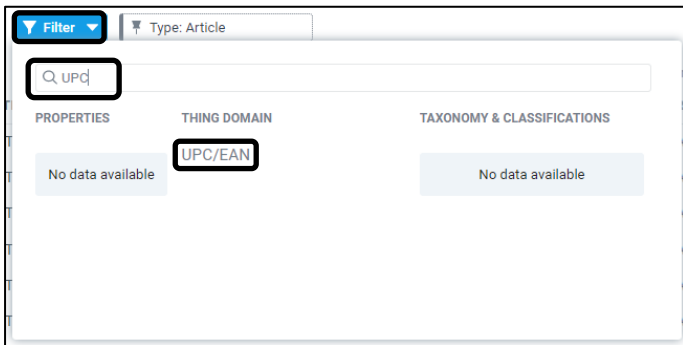 Filter
Type: Article
UPC
PROPERTIES
THING DOMAIN
TAXONOMY & CLASSIFICATIONS
No data available
UPC/EAN
No data available